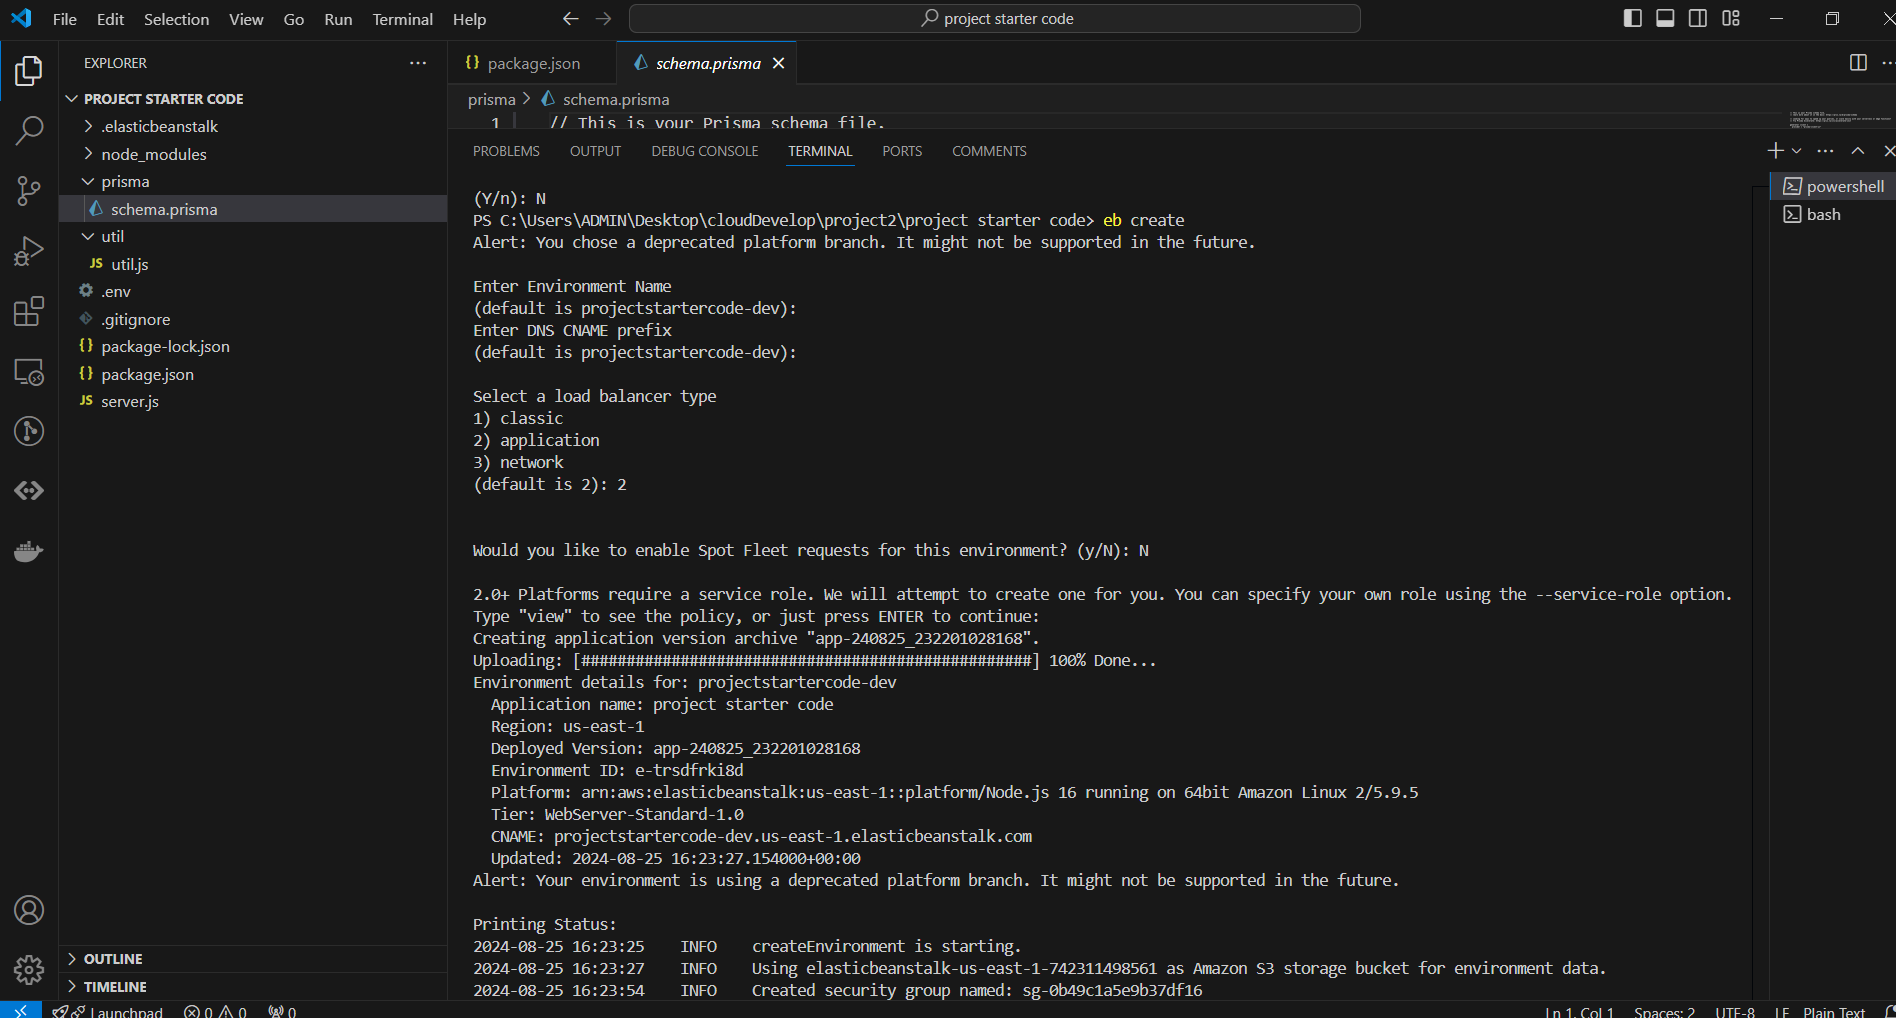 File Edit Selection View Go Run Terminal Help
project starter code
EXPLORER
PROJECT STARTER CODE
.elasticbeanstalk
node_modules
prisma
schema.prisma
util
JS util.js
.env
.gitignore
{} package-lock.json
{} package.json
JS server.js
OUTLINE
TIMELINE
{} package.json
schema.prisma
prisma > schema.prisma
1 // This is your Prisma schema file,
PROBLEMS OUTPUT DEBUG CONSOLE TERMINAL PORTS COMMENTS
powershell
bash
(Y/n): N
PS C:\Users\ADMIN\Desktop\cloudDevelop\project2\project starter code> eb create
Alert: You chose a deprecated platform branch. It might not be supported in the future.
Enter Environment Name
(default is projectstartercode-dev):
Enter DNS CNAME prefix
(default is projectstartercode-dev):
Select a load balancer type
1) classic
2) application
3) network
(default is 2): 2
Would you like to enable Spot Fleet requests for this environment? (y/N): N
2.0+ Platforms require a service role. We will attempt to create one for you. You can specify your own role using the --service-role option.
Type "view" to see the policy, or just press ENTER to continue:
Creating application version archive "app-240825_232201028168".
Uploading: [##################################################] 100% Done...
Environment details for: projectstartercode-dev
Application name: project starter code
Region: us-east-1
Deployed Version: app-240825_232201028168
Environment ID: e-trsdfrki8d
Platform: arn:aws:elasticbeanstalk:us-east-1::platform/Node.js 16 running on 64bit Amazon Linux 2/5.9.5
Tier: WebServer-Standard-1.0
CNAME: projectstartercode-dev.us-east-1.elasticbeanstalk.com
Updated: 2024-08-25 16:23:27.154000+00:00
Alert: Your environment is using a deprecated platform branch. It might not be supported in the future.
Printing Status:
2024-08-25 16:23:25 INFO createEnvironment is starting.
2024-08-25 16:23:27 INFO Using elasticbeanstalk-us-east-1-742311498561 as Amazon S3 storage bucket for environment data.
2024-08-25 16:23:54 INFO Created security group named: sg-0b49c1a5e9b37df16
Launchpad 0 0 0 Ln 1, Col 1 Spaces: 2 UTF-8 LF Plain Text